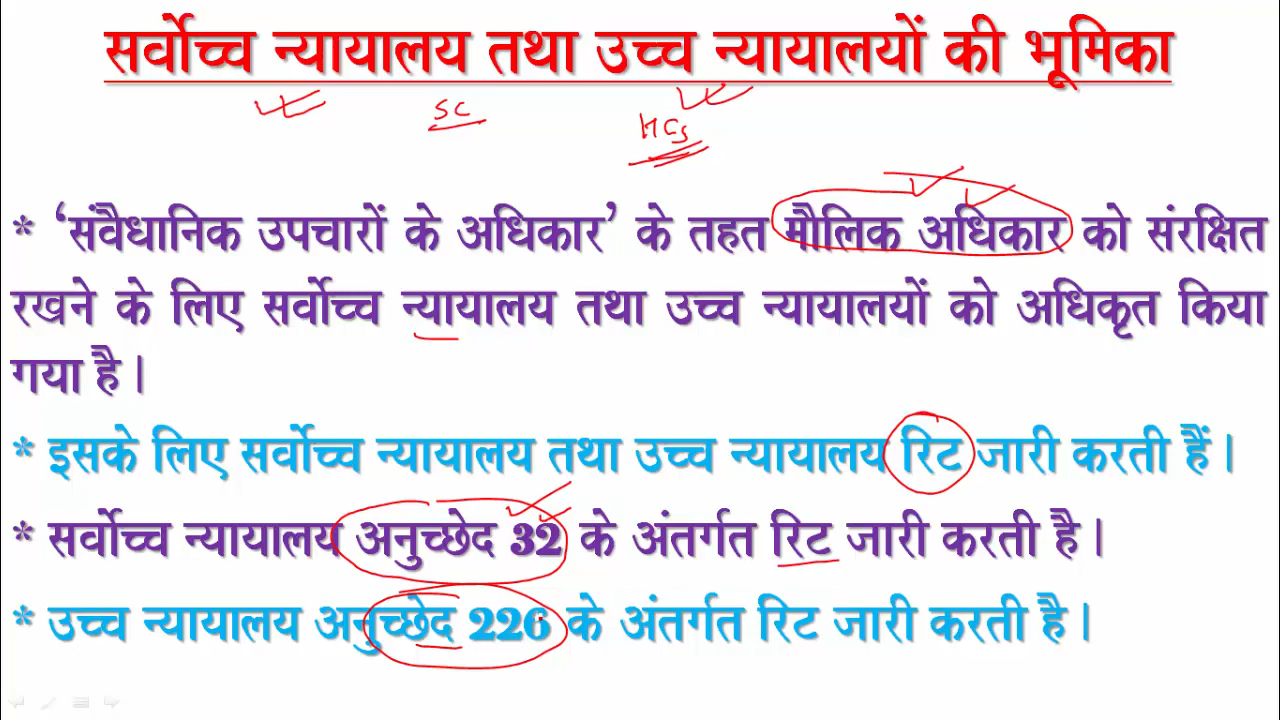 सर्वोच्च न्यायालय तथा उच्च न्यायालयों की भूमिका
SC
HCs
* ‘संवैधानिक उपचारों के अधिकार’ के तहत मौलिक अधिकार को संरक्षित
रखने के लिए सर्वोच्च न्यायालय तथा उच्च न्यायालयों को अधिकृत किया
गया है।
* इसके लिए सर्वोच्च न्यायालय तथा उच्च न्यायालय रिट जारी करती हैं।
* सर्वोच्च न्यायालय अनुच्छेद 32 के अंतर्गत रिट जारी करती है।
* उच्च न्यायालय अनुच्छेद 226 के अंतर्गत रिट जारी करती है।